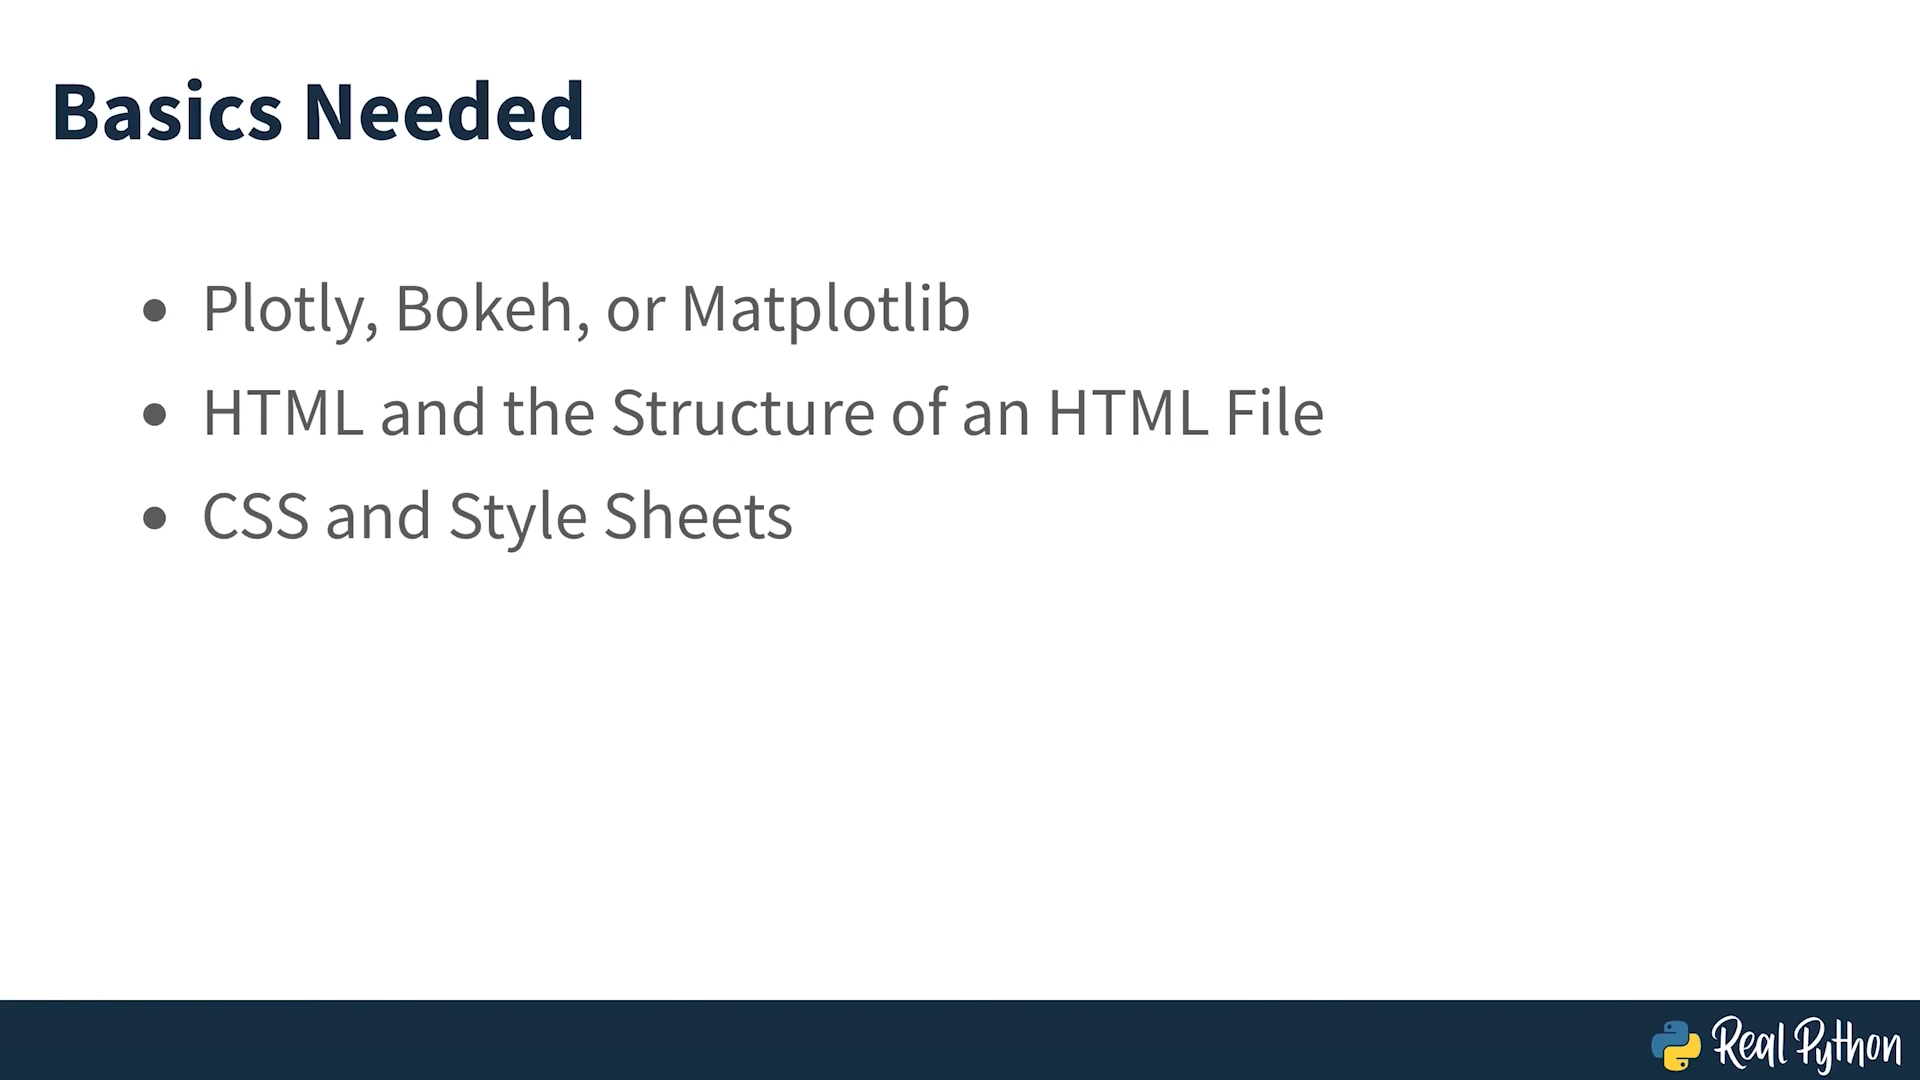 Basics Needed
• Plotly, Bokeh, or Matplotlib
• HTML and the Structure of an HTML File
• CSS and Style Sheets
Real Python